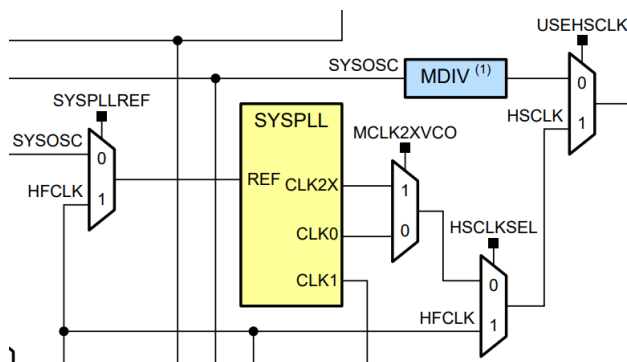 USEHSCLK
SYSOSC
MDIV (1)
0
SYSPLLREF
SYSPLL
HSCLK
1
MCLK2XVCO
SYSOSC
0
REF
CLK2X
1
HFCLK
1
CLK0
0
HSCLKSEL
CLK1
0
HFCLK
1